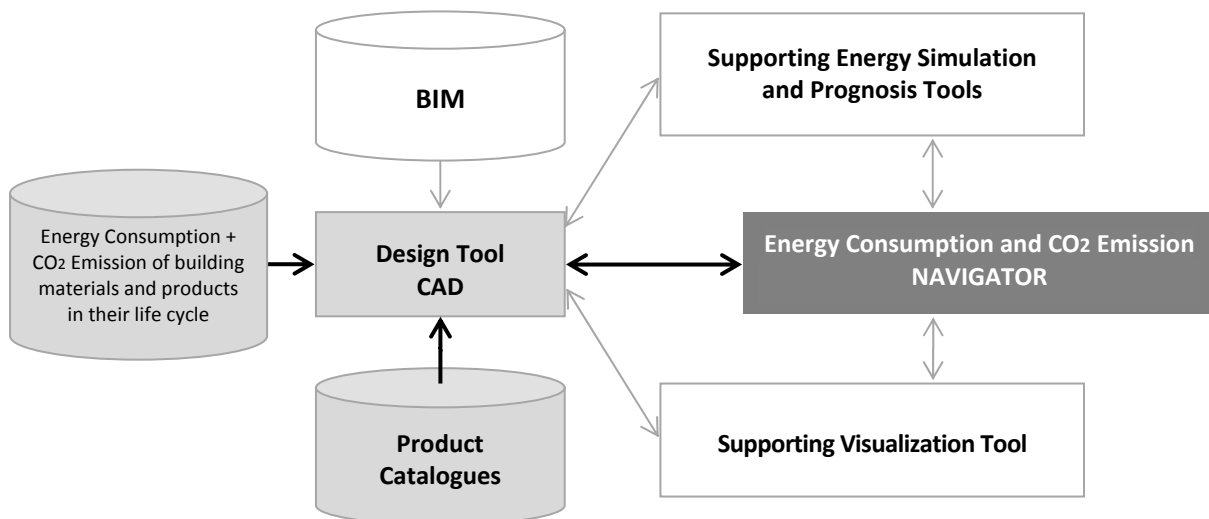 BIM
Supporting Energy Simulation
and Prognosis Tools
Energy Consumption +
CO2 Emission of building
materials and products
in their life cycle
Design Tool
CAD
Energy Consumption and CO2 Emission
NAVIGATOR
Product
Catalogues
Supporting Visualization Tool